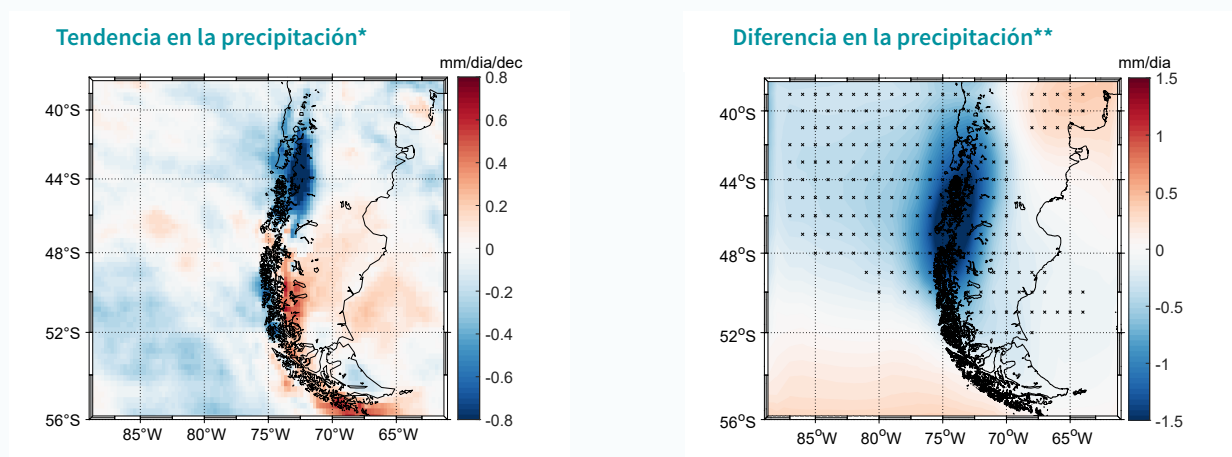 Tendencia en la precipitación*
mm/dia/dec
0.8
0.6
0.4
0.2
0
-0.2
-0.4
-0.6
-0.8
40°S
44°S
48°S
52°S
56°S
85°W
80°W
75°W
70°W
65°W
Diferencia en la precipitación**
mm/dia
1.5
1
0.5
0
-0.5
-1
-1.5
40°S
44°S
48°S
52°S
56°S
85°W
80°W
75°W
70°W
65°W